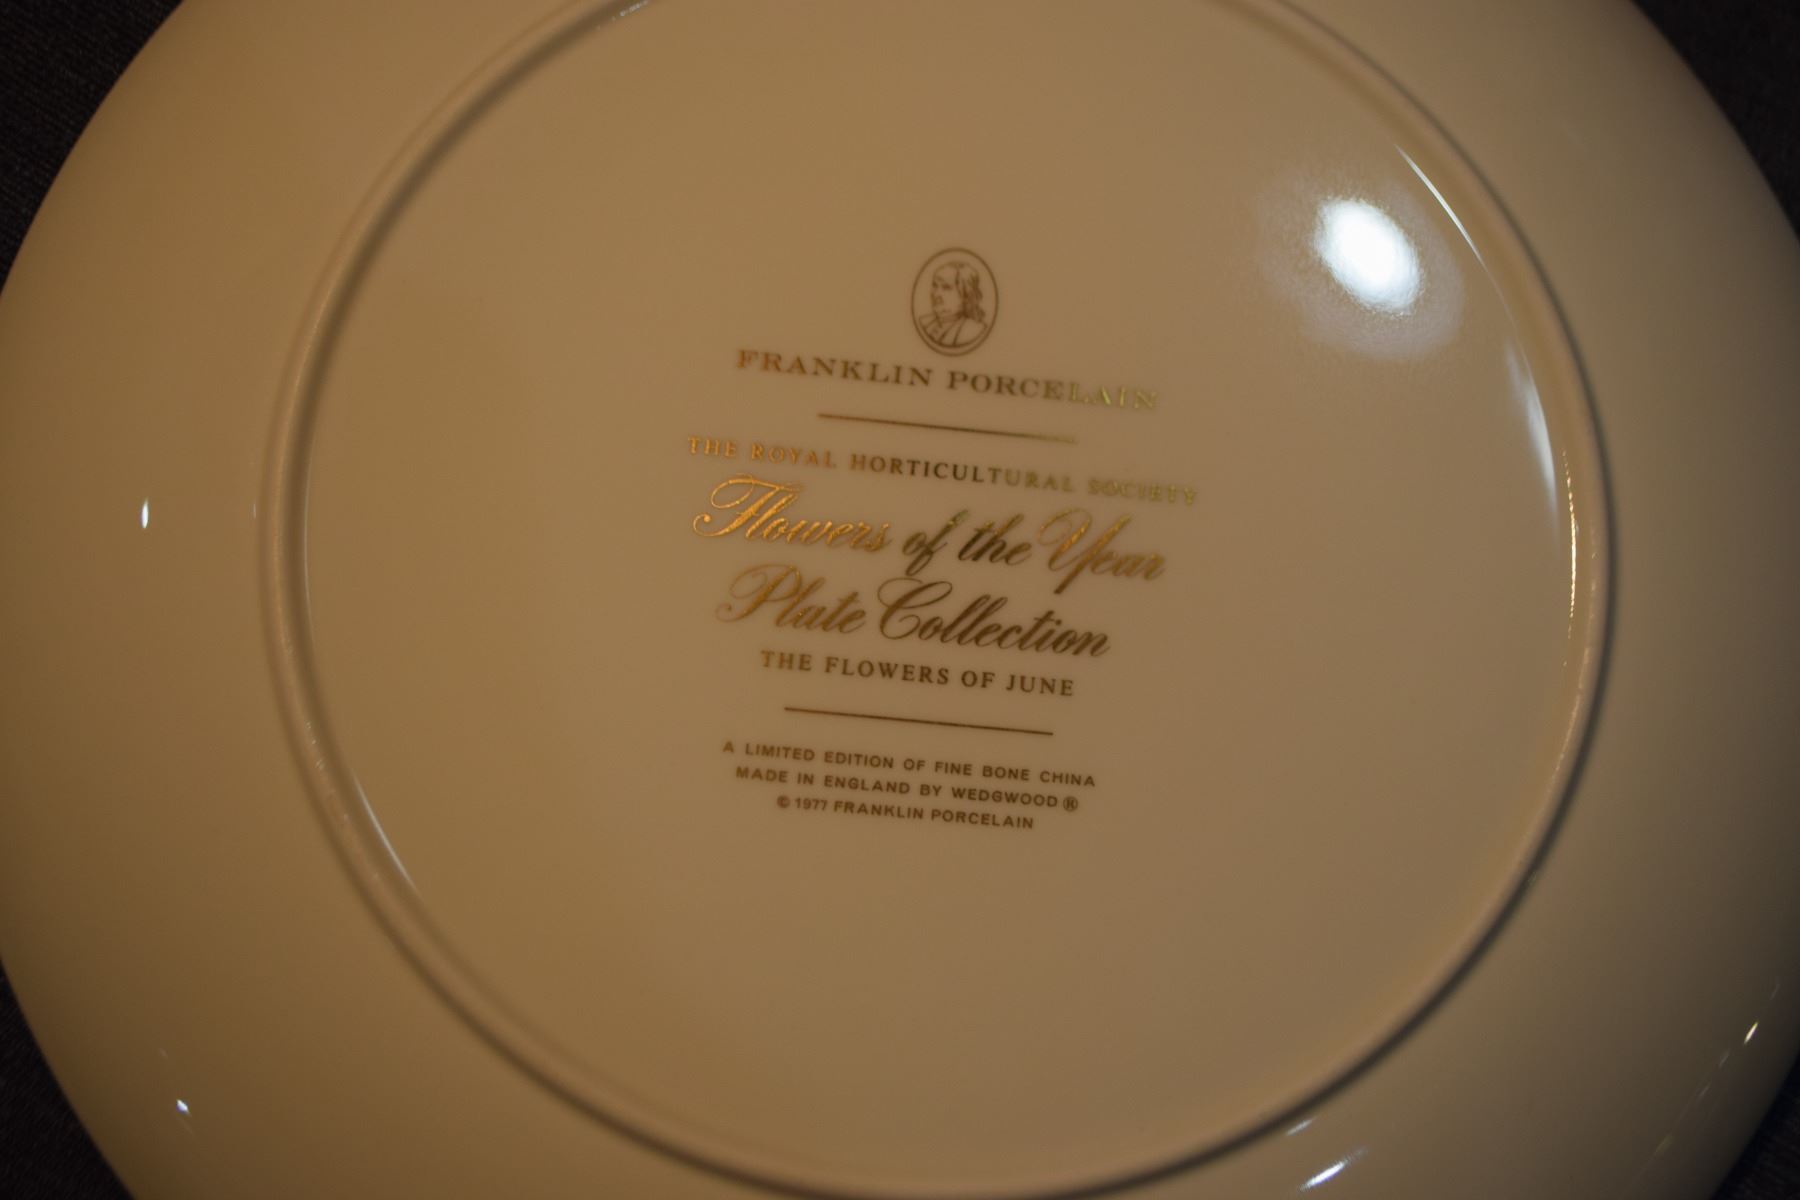 FRANKLIN PORCELAIN
THE ROYAL HORTICULTURAL SOCIETY
Flowers of the Year
Plate Collection
THE FLOWERS OF JUNE
A LIMITED EDITION OF FINE BONE CHINA
MADE IN ENGLAND BY WEDGWOOD®
© 1977 FRANKLIN PORCELAIN